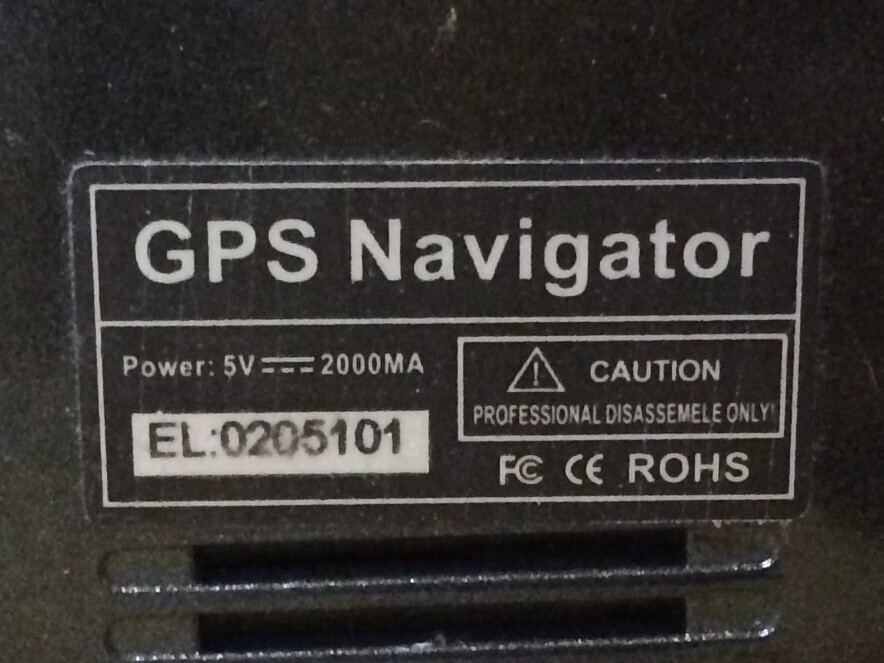 GPS Navigator
Power: 5V⎓2000MA
EL:0205101
CAUTION
PROFESSIONAL DISASSEMELE ONLY!
FC CE ROHS